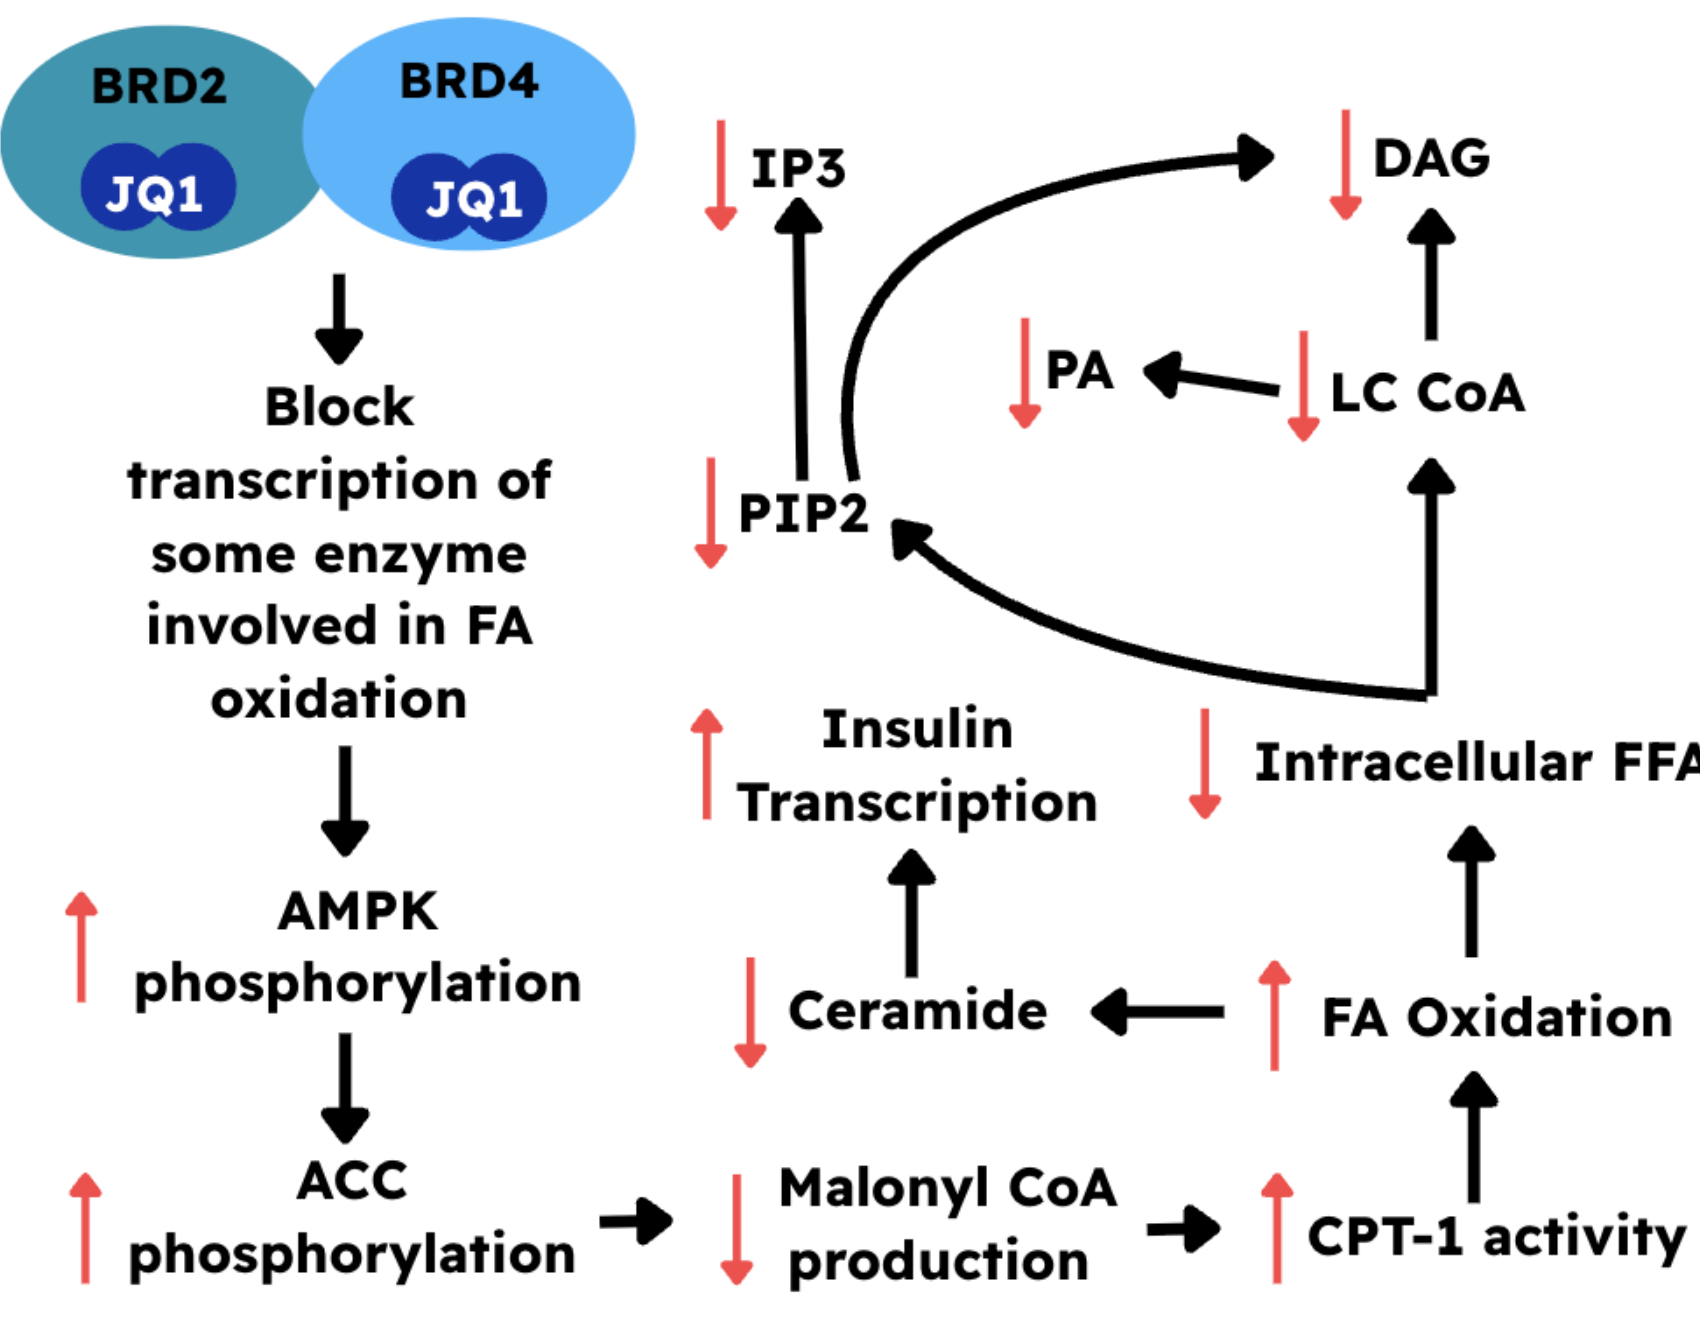 BRD2
BRD4
JQ1
JQ1
Block
transcription of
some enzyme
involved in FA
oxidation
AMPK
phosphorylation
ACC
phosphorylation
Malonyl CoA
production
CPT-1 activity
FA Oxidation
Ceramide
Insulin
Transcription
Intracellular FFA
PIP2
IP3
LC CoA
PA
DAG